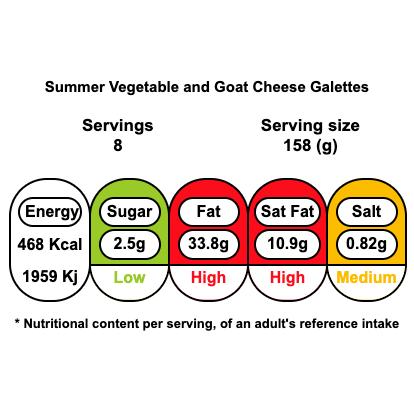 Summer Vegetable and Goat Cheese Galettes
Servings Serving size
8 158 (g)
Energy Sugar Fat Sat Fat Salt
468 Kcal 2.5g 33.8g 10.9g 0.82g
1959 Kj Low High High Medium
* Nutritional content per serving, of an adult's reference intake